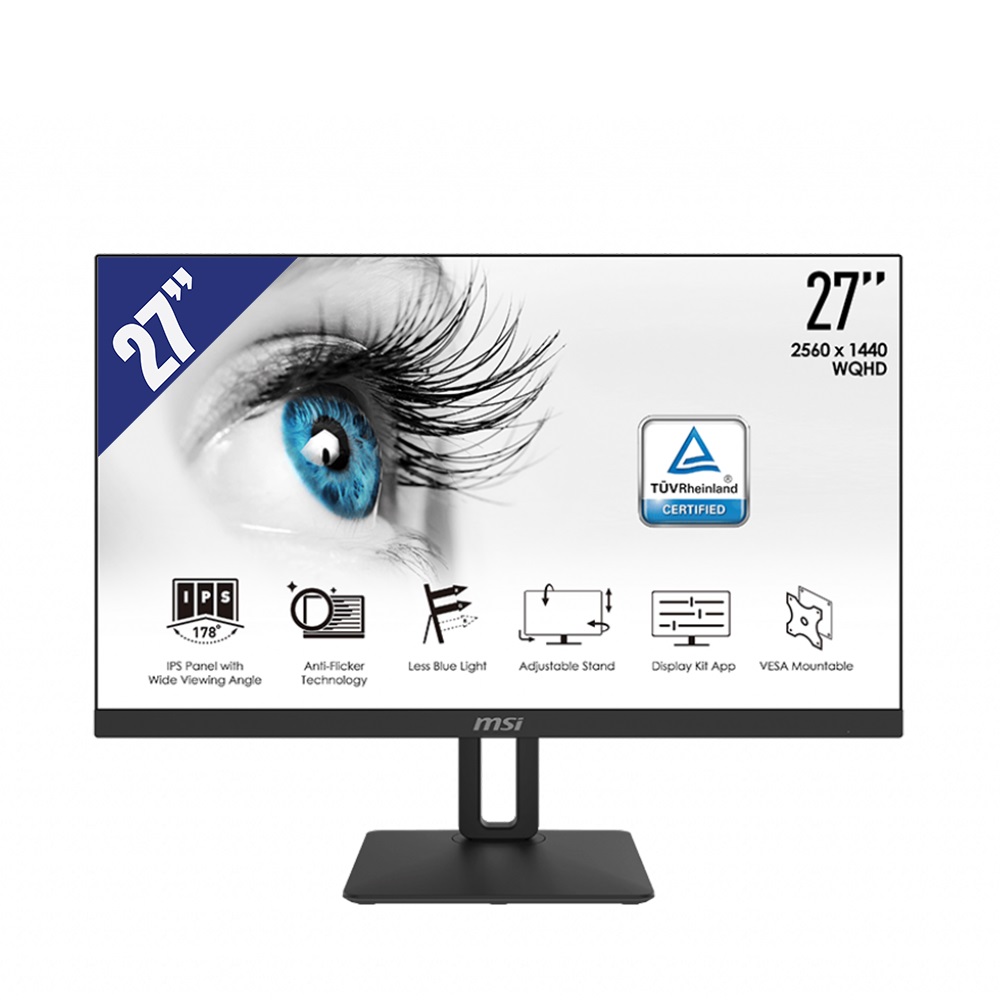 27”
27”
2560 x 1440
WQHD
TÜVRheinland®
CERTIFIED
IPS
178°
IPS Panel with
Wide Viewing Angle
Anti-Flicker
Technology
Less Blue Light
Adjustable Stand
Display Kit App
VESA Mountable
msi